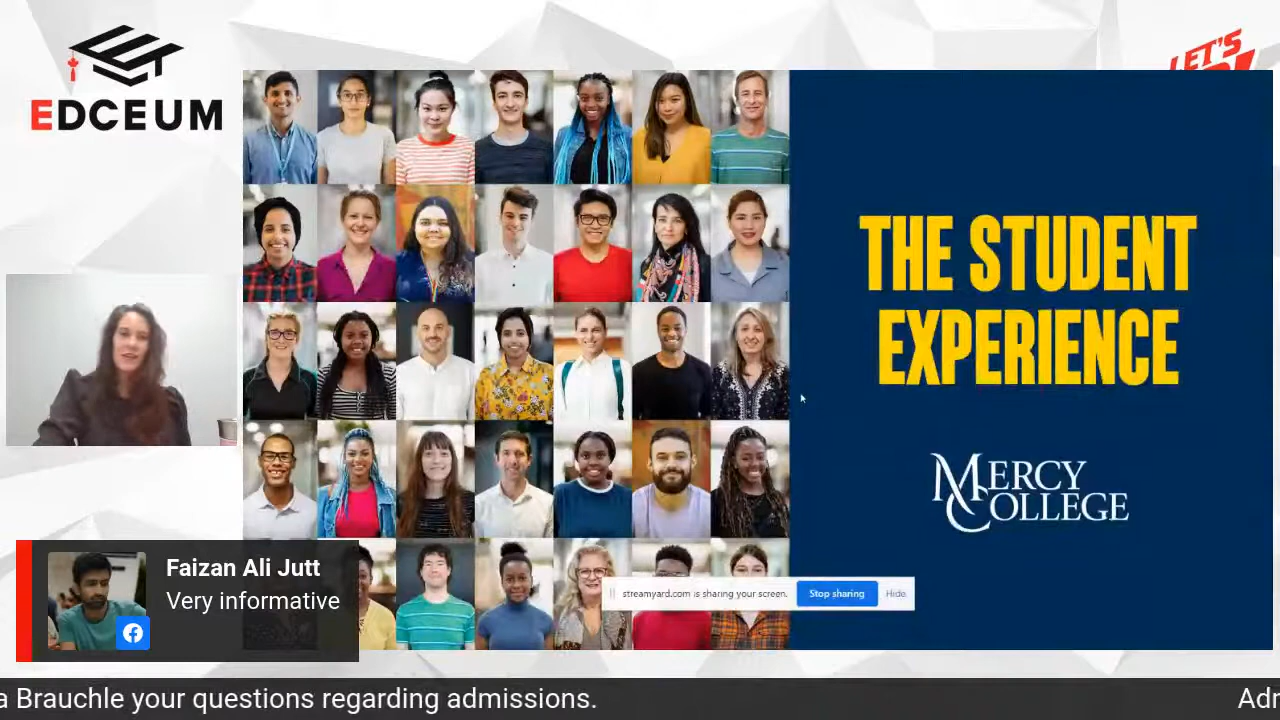 EDCEUM
LET'S
THE STUDENT
EXPERIENCE
MERCY
COLLEGE
Faizan Ali Jutt
Very informative
streamyard.com is sharing your screen.
Stop sharing
Hide
a Brauchle your questions regarding admissions.
Adr